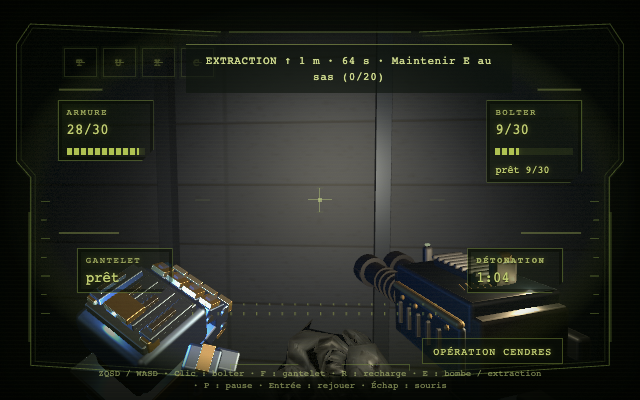 EXTRACTION ↑ 1 m · 64 s · Maintenir E au
sas (0/20)
ARMURE
28/30
BOLTER
9/30
prêt 9/30
GANTELET
prêt
DÉTONATION
1:04
OPÉRATION CENDRES
ZQSD / WASD · Clic : bolter · F : gantelet · R : recharge · E : bombe / extraction
· P : pause · Entrée : rejouer · Échap : souris